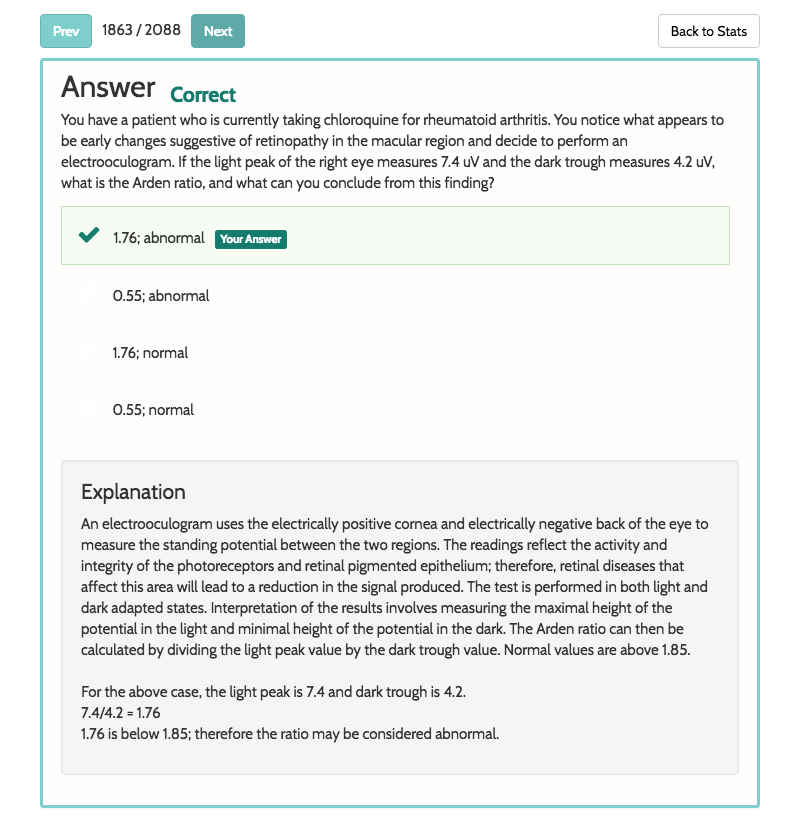 Prev 1863 / 2088 Next Back to Stats
Answer Correct
You have a patient who is currently taking chloroquine for rheumatoid arthritis. You notice what appears to
be early changes suggestive of retinopathy in the macular region and decide to perform an
electrooculogram. If the light peak of the right eye measures 7.4 uV and the dark trough measures 4.2 uV,
what is the Arden ratio, and what can you conclude from this finding?
1.76; abnormal Your Answer
0.55; abnormal
1.76; normal
0.55; normal
Explanation
An electrooculogram uses the electrically positive cornea and electrically negative back of the eye to
measure the standing potential between the two regions. The readings reflect the activity and
integrity of the photoreceptors and retinal pigmented epithelium; therefore, retinal diseases that
affect this area will lead to a reduction in the signal produced. The test is performed in both light and
dark adapted states. Interpretation of the results involves measuring the maximal height of the
potential in the light and minimal height of the potential in the dark. The Arden ratio can then be
calculated by dividing the light peak value by the dark trough value. Normal values are above 1.85.
For the above case, the light peak is 7.4 and dark trough is 4.2.
7.4/4.2 = 1.76
1.76 is below 1.85; therefore the ratio may be considered abnormal.